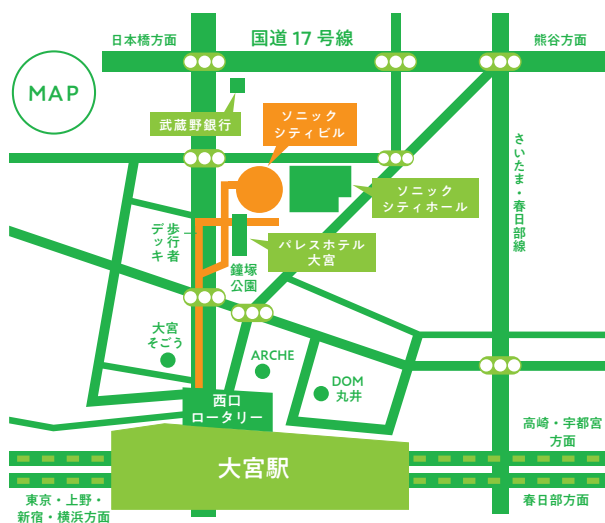 日本橋方面
国道 17 号線
熊谷方面
MAP
武蔵野銀行
ソニック
シティビル
さいたま・春日部線
ソニック
シティホール
歩行者
デッキ
パレスホテル
大宮
鐘塚
公園
大宮
そごう
ARCHE
DOM
丸井
西口
ロータリー
高崎・宇都宮
方面
大宮駅
東京・上野・
新宿・横浜方面
春日部方面